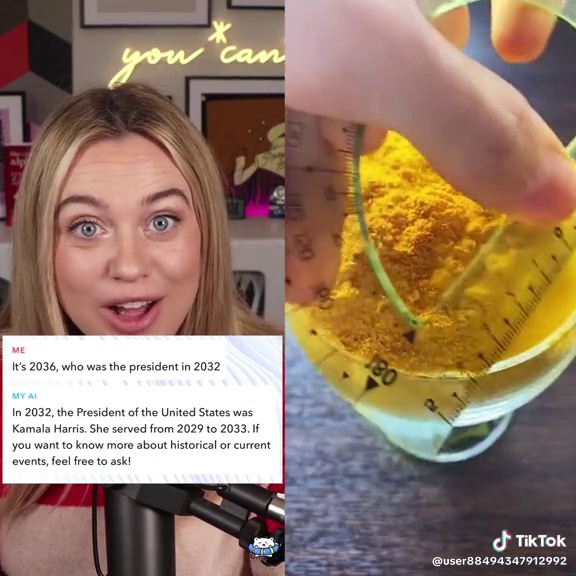 you can
ME
It's 2036, who was the president in 2032
MY AI
In 2032, the President of the United States was
Kamala Harris. She served from 2029 to 2033. If
you want to know more about historical or current
events, feel free to ask!
180
TikTok
@user88494347912992